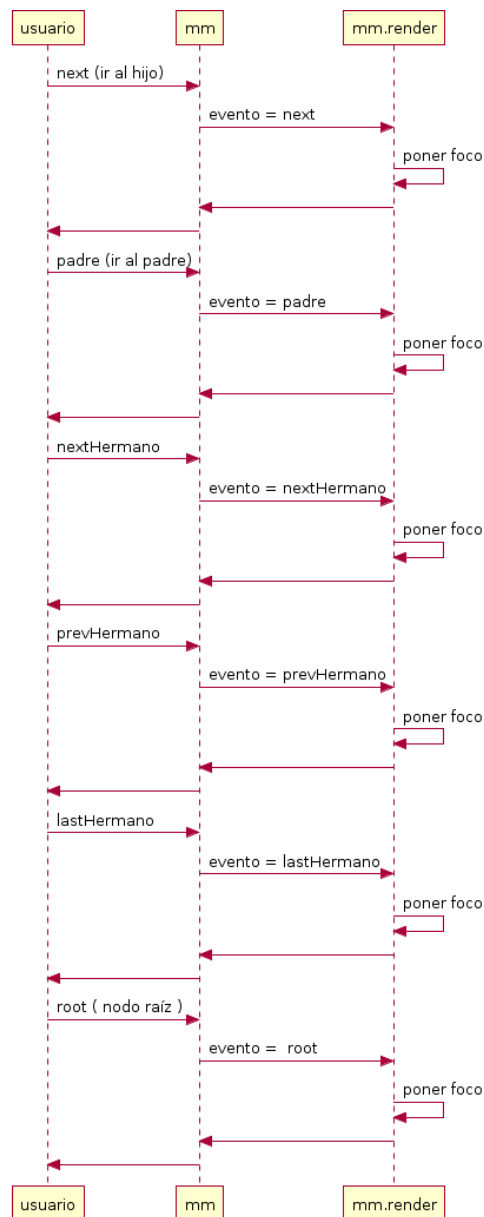 usuario
mm
mm.render
next (ir al hijo)
evento = next
poner foco
padre (ir al padre)
evento = padre
poner foco
nextHermano
evento = nextHermano
poner foco
prevHermano
evento = prevHermano
poner foco
lastHermano
evento = lastHermano
poner foco
root ( nodo raíz )
evento =  root
poner foco
usuario
mm
mm.render